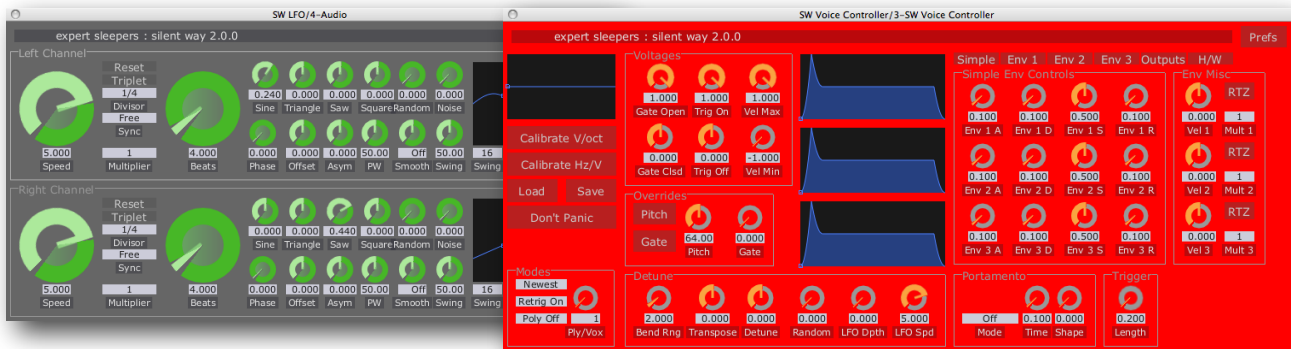 SW LFO/4-Audio
expert sleepers : silent way 2.0.0
Left Channel
Reset
Triplet
1/4
Divisor
Free
Sync
0.240 0.000 0.000 0.000 0.000 0.000
Sine Triangle Saw Square Random Noise
5.000 1 4.000 0.000 0.000 0.000 50.00 Off 50.00 16
Speed Multiplier Beats Phase Offset Asym PW Smooth Swing Swing
Right Channel
Reset
Triplet
1/4
Divisor
Free
Sync
0.000 0.000 0.440 0.000 0.000 0.000
Sine Triangle Saw Square Random Noise
5.000 1 4.000 0.000 0.000 0.000 50.00 Off 50.00 16
Speed Multiplier Beats Phase Offset Asym PW Smooth Swing Swing
SW Voice Controller/3-SW Voice Controller
expert sleepers : silent way 2.0.0
Prefs
Calibrate V/oct
Calibrate Hz/V
Load Save
Don't Panic
Modes
Newest
Retrig On
Poly Off 1
Ply/Vox
Voltages
1.000 1.000 1.000
Gate Open Trig On Vel Max
0.000 0.000 -1.000
Gate Clsd Trig Off Vel Min
Overrides
Pitch
Gate
64.00 0.000
Pitch Gate
Detune
2.000 0.000 0.000 0.000 0.000 5.000
Bend Rng Transpose Detune Random LFO Dpth LFO Spd
Simple Env 1 Env 2 Env 3 Outputs H/W
Simple Env Controls
0.100 0.100 0.500 0.100
Env 1 A Env 1 D Env 1 S Env 1 R
0.100 0.100 0.500 0.100
Env 2 A Env 2 D Env 2 S Env 2 R
0.100 0.100 0.500 0.100
Env 3 A Env 3 D Env 3 S Env 3 R
Env Misc
RTZ
0.000 1
Vel 1 Mult 1
RTZ
0.000 1
Vel 2 Mult 2
RTZ
0.000 1
Vel 3 Mult 3
Portamento
Off 0.100 0.000
Mode Time Shape
Trigger
0.200
Length